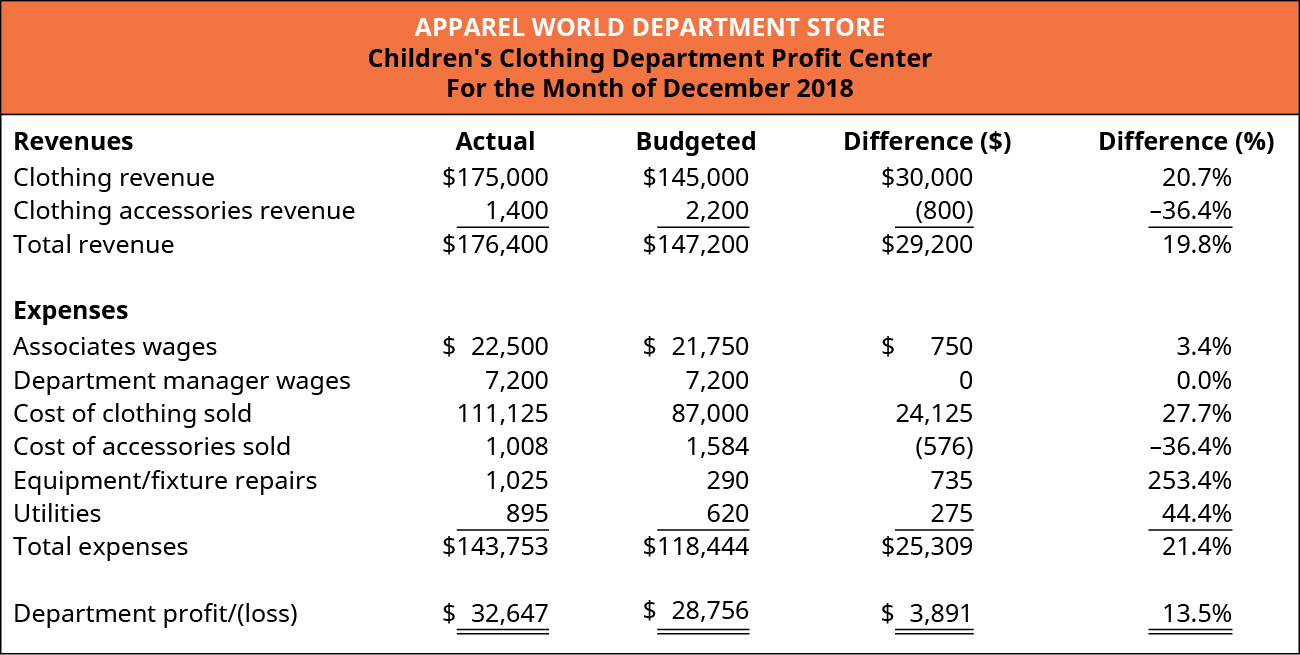 APPAREL WORLD DEPARTMENT STORE
Children's Clothing Department Profit Center
For the Month of December 2018
Revenues Actual Budgeted Difference ($) Difference (%)
Clothing revenue $175,000 $145,000 $30,000 20.7%
Clothing accessories revenue 1,400 2,200 (800) –36.4%
Total revenue $176,400 $147,200 $29,200 19.8%
Expenses
Associates wages $ 22,500 $ 21,750 $ 750 3.4%
Department manager wages 7,200 7,200 0 0.0%
Cost of clothing sold 111,125 87,000 24,125 27.7%
Cost of accessories sold 1,008 1,584 (576) –36.4%
Equipment/fixture repairs 1,025 290 735 253.4%
Utilities 895 620 275 44.4%
Total expenses $143,753 $118,444 $25,309 21.4%
Department profit/(loss) $ 32,647 $ 28,756 $ 3,891 13.5%